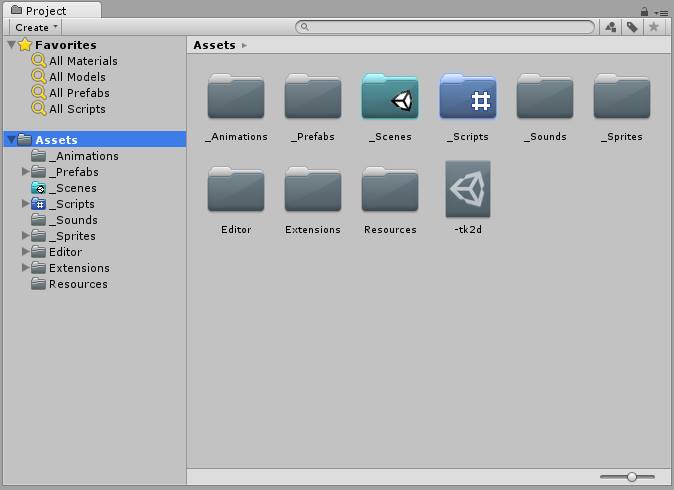 Project
Create
Favorites
All Materials
All Models
All Prefabs
All Scripts
Assets
_Animations
_Prefabs
_Scenes
_Scripts
_Sounds
_Sprites
Editor
Extensions
Resources
Assets
_Animations _Prefabs _Scenes _Scripts _Sounds _Sprites
Editor Extensions Resources -tk2d